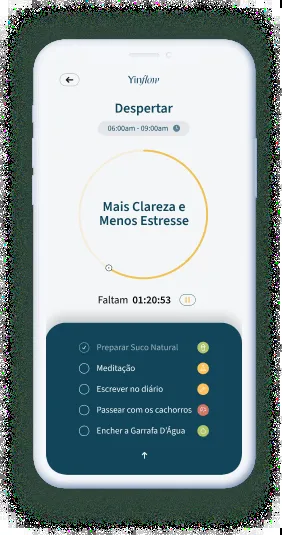 Yinflow
Despertar
06:00am - 09:00am
Mais Clareza e
Menos Estresse
Faltam 01:20:53
Preparar Suco Natural
Meditação
Escrever no diário
Passear com os cachorros
Encher a Garrafa D'Água